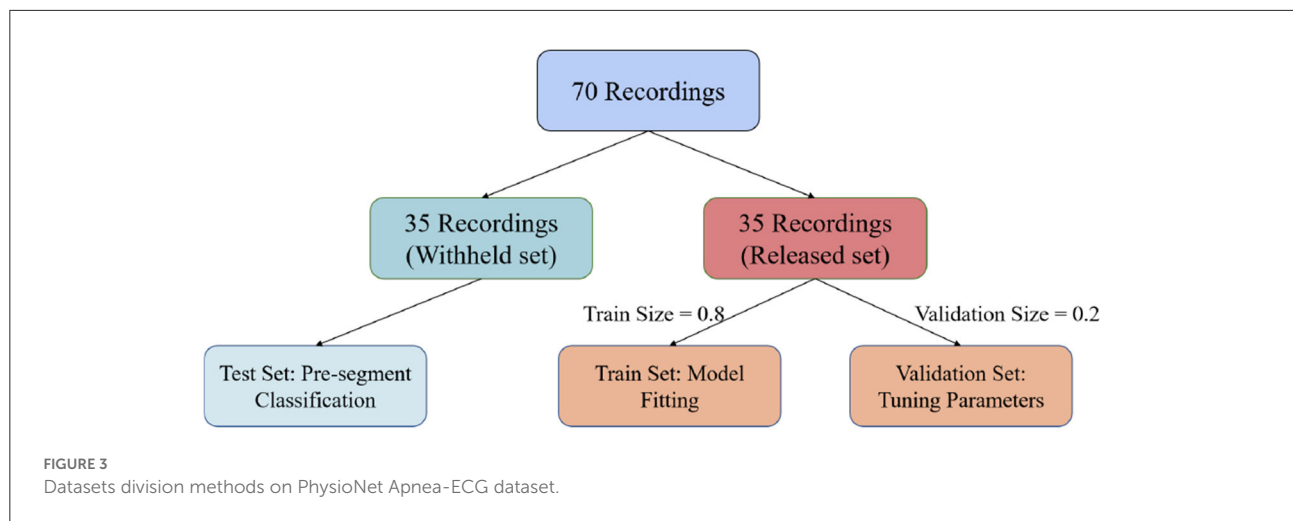 70 Recordings
35 Recordings
(Withheld set)
35 Recordings
(Released set)
Train Size = 0.8
Validation Size = 0.2
Test Set: Pre-segment
Classification
Train Set: Model
Fitting
Validation Set:
Tuning Parameters
FIGURE 3
Datasets division methods on PhysioNet Apnea-ECG dataset.